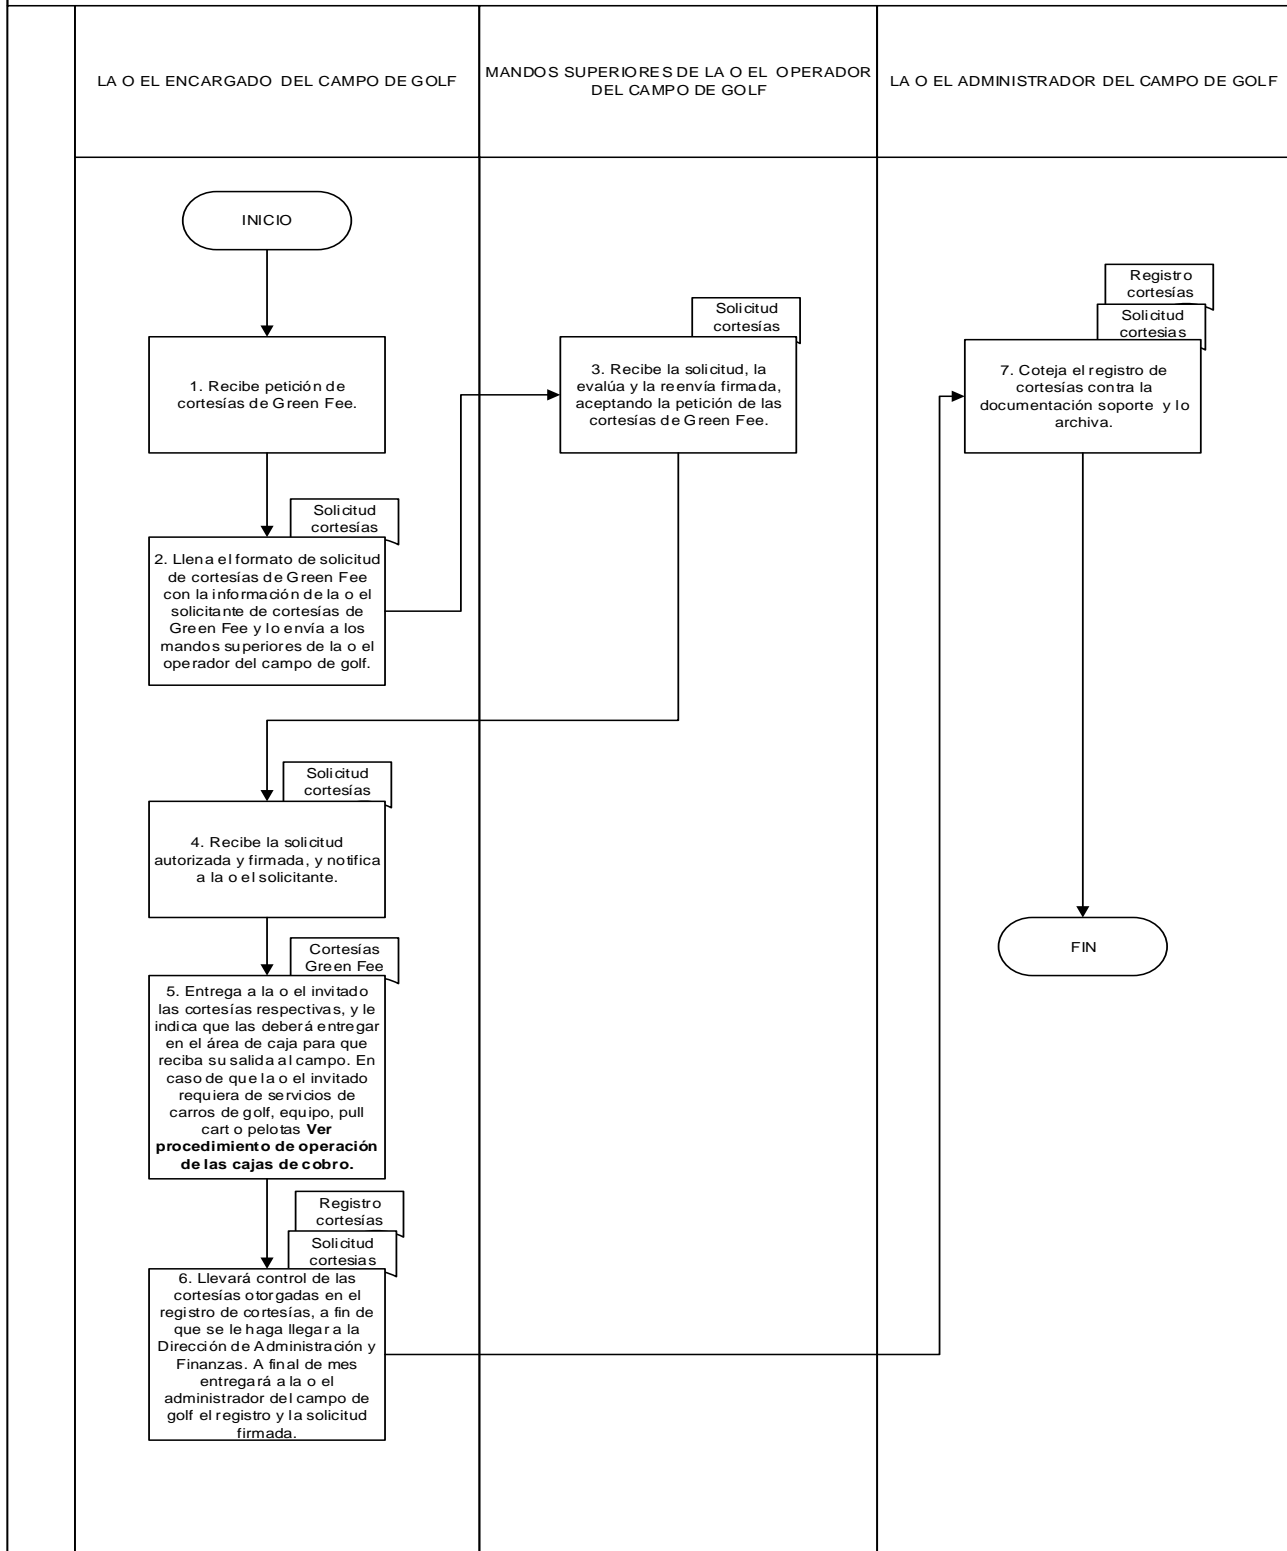 LA O EL ENCARGADO DEL CAMPO DE GOLF
MANDOS SUPERIORES DE LA O EL OPERADOR
DEL CAMPO DE GOLF
LA O EL ADMINISTRADOR DEL CAMPO DE GOLF
INICIO
1. Recibe petición de
cortesías de Green Fee.
Solicitud
cortesías
2. Llena el formato de solicitud
de cortesías de Green Fee
con la información de la o el
solicitante de cortesías de
Green Fee y lo envía a los
mandos superiores de la o el
operador del campo de golf.
Solicitud
cortesías
3. Recibe la solicitud, la
evalúa y la reenvía firmada,
aceptando la petición de las
cortesías de Green Fee.
Solicitud
cortesías
4. Recibe la solicitud
autorizada y firmada, y notifica
a la o el solicitante.
Cortesías
Green Fee
5. Entrega a la o el invitado
las cortesías respectivas, y le
indica que las deberá entregar
en el área de caja para que
reciba su salida al campo. En
caso de que la o el invitado
requiera de servicios de
carros de golf, equipo, pull
cart o pelotas Ver
procedimiento de operación
de las cajas de cobro.
Registro
cortesías
Solicitud
cortesias
6. Llevará control de las
cortesías otorgadas en el
registro de cortesías, a fin de
que se le haga llegar a la
Dirección de Administración y
Finanzas. A final de mes
entregará a la o el
administrador del campo de
golf el registro y la solicitud
firmada.
Registro
cortesías
Solicitud
cortesias
7. Coteja el registro de
cortesías contra la
documentación soporte y lo
archiva.
FIN